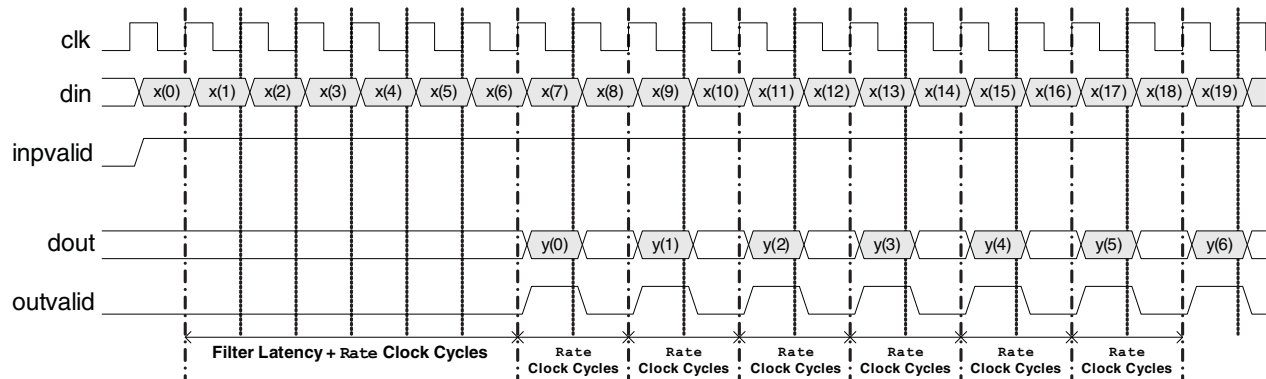 clk
din x(0) x(1) x(2) x(3) x(4) x(5) x(6) x(7) x(8) x(9) x(10) x(11) x(12) x(13) x(14) x(15) x(16) x(17) x(18) x(19)
inpvalid
dout y(0) y(1) y(2) y(3) y(4) y(5) y(6)
outvalid
Filter Latency + Rate Clock Cycles
Rate
Clock Cycles
Rate
Clock Cycles
Rate
Clock Cycles
Rate
Clock Cycles
Rate
Clock Cycles
Rate
Clock Cycles